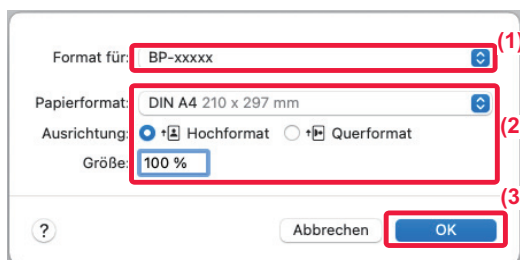 (1)
Format für: BP-xxxxx
Papierformat: DIN A4 210 x 297 mm
Ausrichtung: Hochformat Querformat
(2
Größe: 100 %
(3
? Abbrechen OK